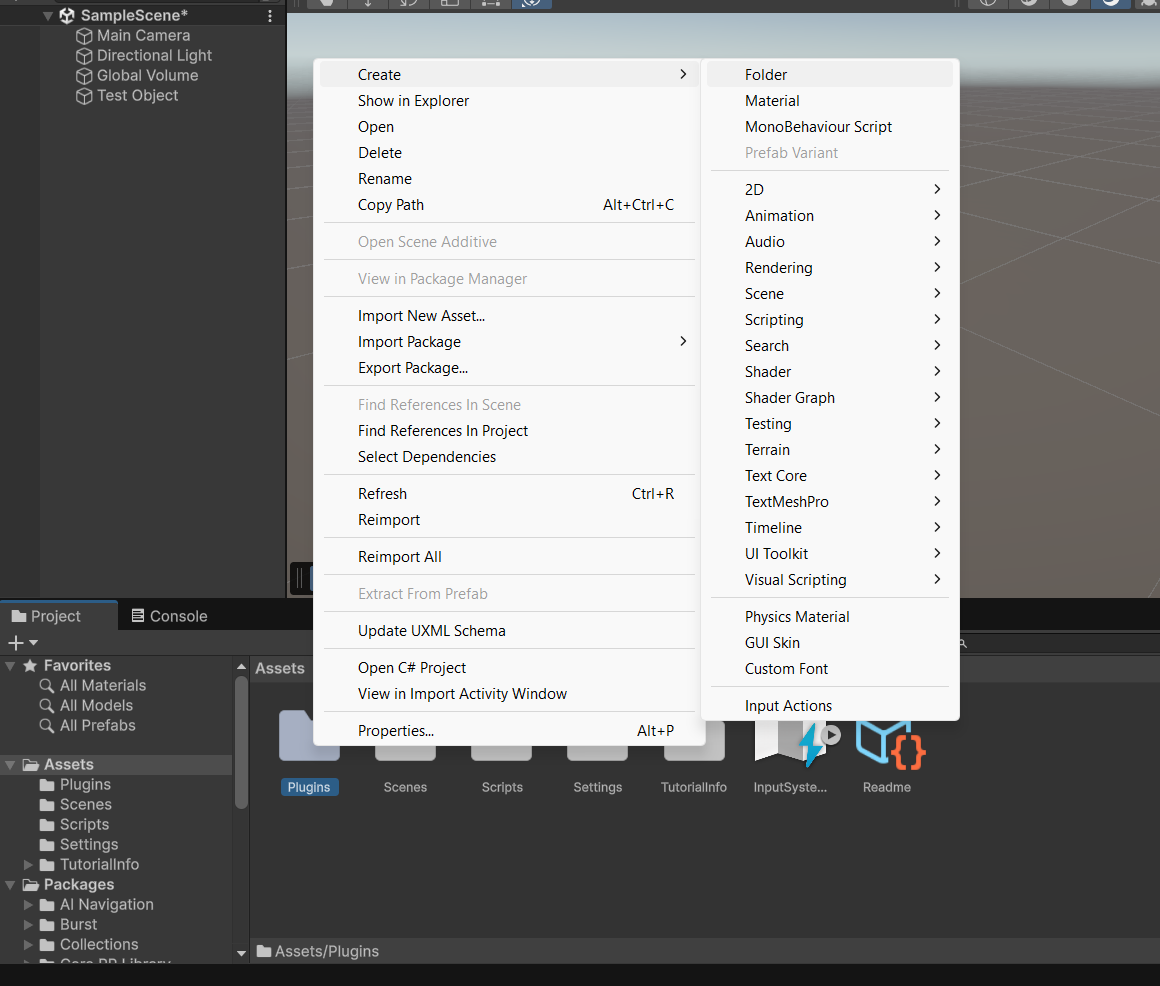 SampleScene*
Main Camera
Directional Light
Global Volume
Test Object
Create
Show in Explorer
Open
Delete
Rename
Copy Path Alt+Ctrl+C
Open Scene Additive
View in Package Manager
Import New Asset...
Import Package
Export Package...
Find References In Scene
Find References In Project
Select Dependencies
Refresh Ctrl+R
Reimport
Reimport All
Extract From Prefab
Update UXML Schema
Open C# Project
View in Import Activity Window
Properties... Alt+P
Folder
Material
MonoBehaviour Script
Prefab Variant
2D
Animation
Audio
Rendering
Scene
Scripting
Search
Shader
Shader Graph
Testing
Terrain
Text Core
TextMeshPro
Timeline
UI Toolkit
Visual Scripting
Physics Material
GUI Skin
Custom Font
Input Actions
Project
Console
Favorites
All Materials
All Models
All Prefabs
Assets
Plugins
Scenes
Scripts
Settings
TutorialInfo
Packages
AI Navigation
Burst
Collections
Core RP Library
Assets
Plugins
Scenes
Scripts
Settings
TutorialInfo
InputSyste...
Readme
Assets/Plugins